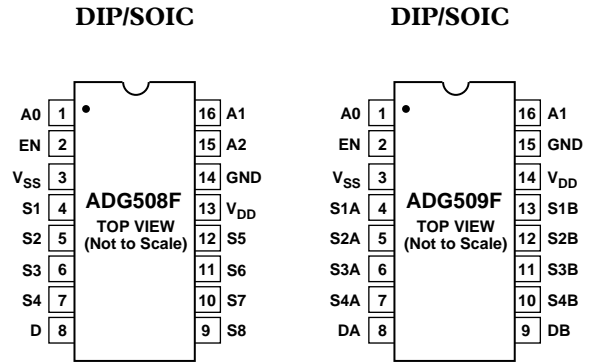 DIP/SOIC DIP/SOIC
A0 1 16 A1 A0 1 16 A1
EN 2 15 A2 EN 2 15 GND
VSS 3 14 GND VSS 3 14 VDD
S1 4 ADG508F 13 VDD S1A 4 ADG509F 13 S1B
TOP VIEW TOP VIEW
S2 5 (Not to Scale) 12 S5 S2A 5 (Not to Scale) 12 S2B
S3 6 11 S6 S3A 6 11 S3B
S4 7 10 S7 S4A 7 10 S4B
D 8 9 S8 DA 8 9 DB